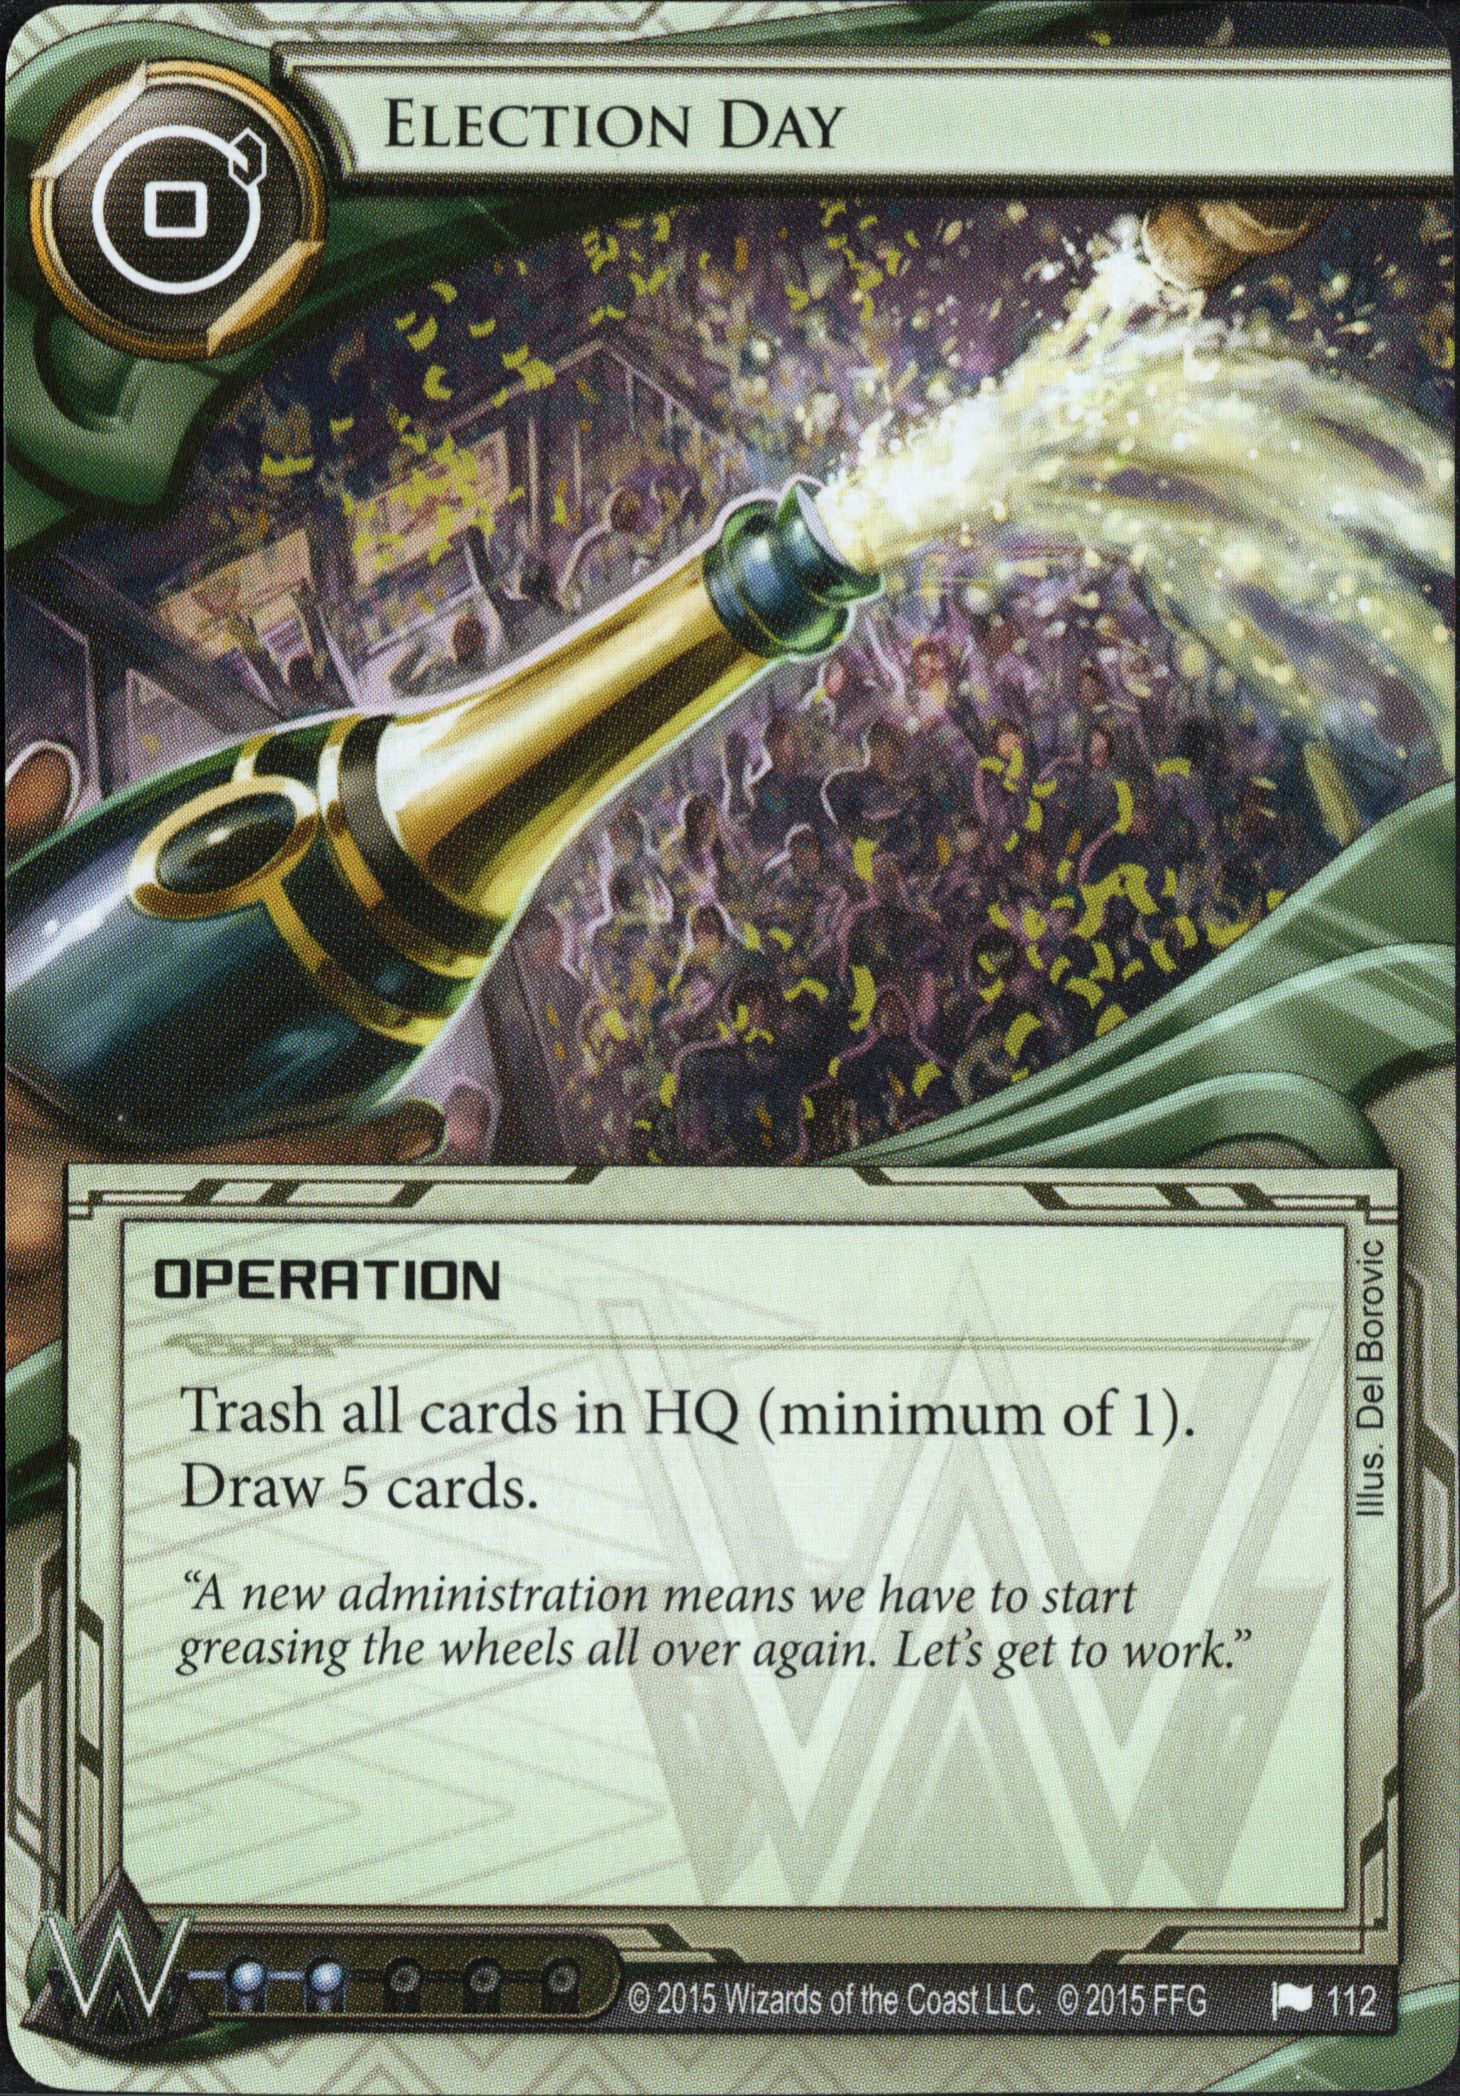 0
ELECTION DAY
OPERATION
Trash all cards in HQ (minimum of 1).
Draw 5 cards.
“A new administration means we have to start
greasing the wheels all over again. Let’s get to work.”
Illus. Del Borovic
W
© 2015 Wizards of the Coast LLC. © 2015 FFG
112